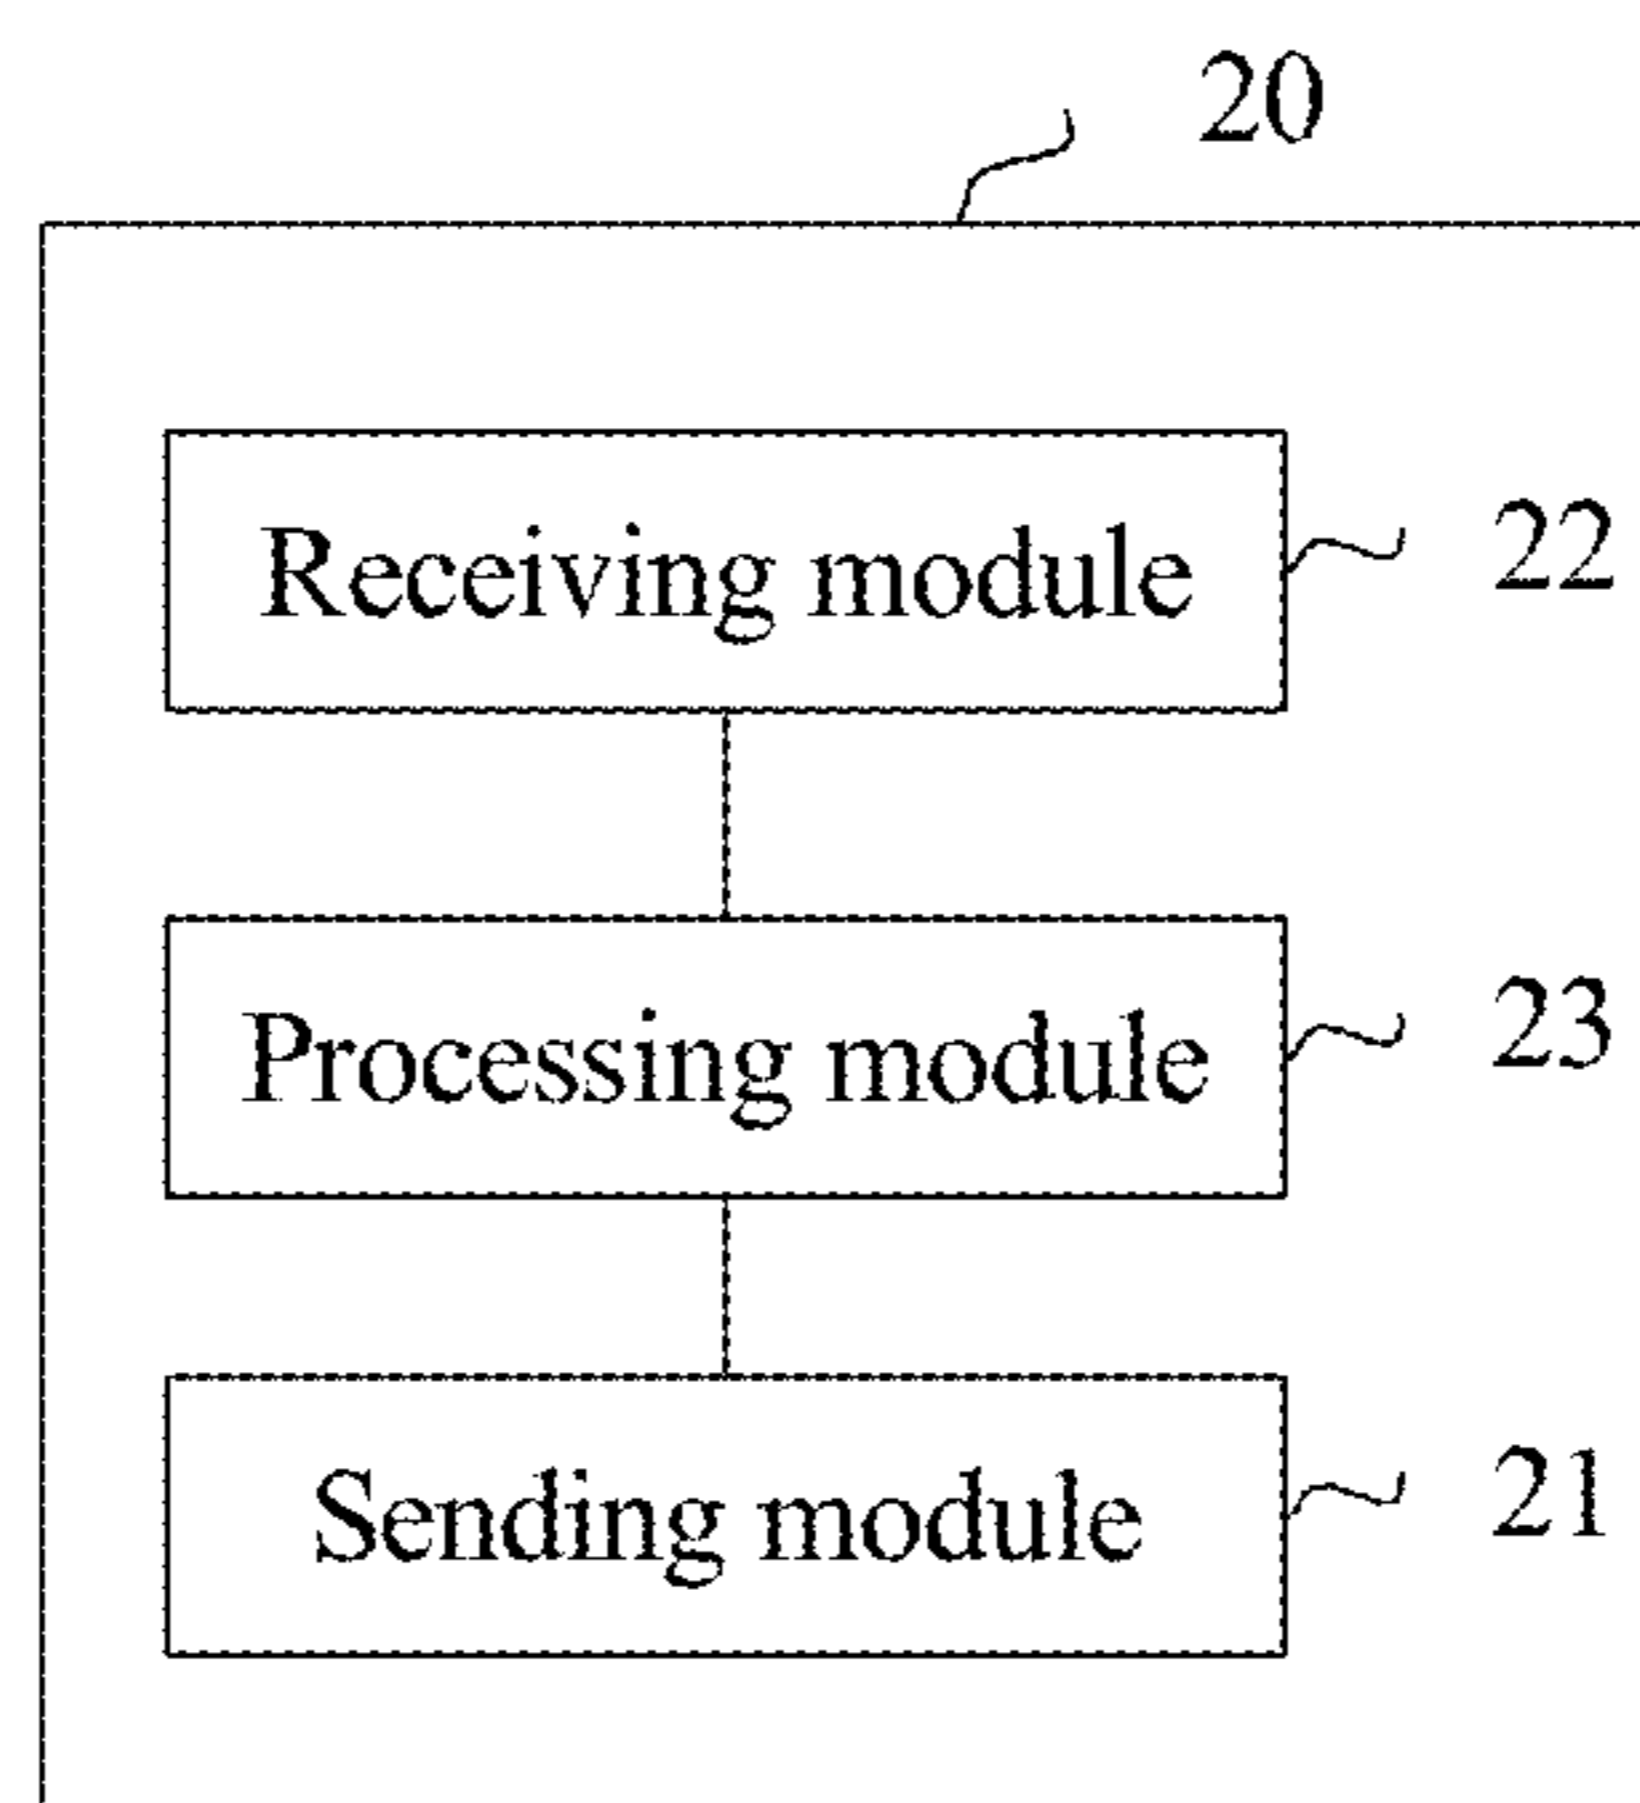 20
Receiving module 22
Processing module 23
Sending module 21